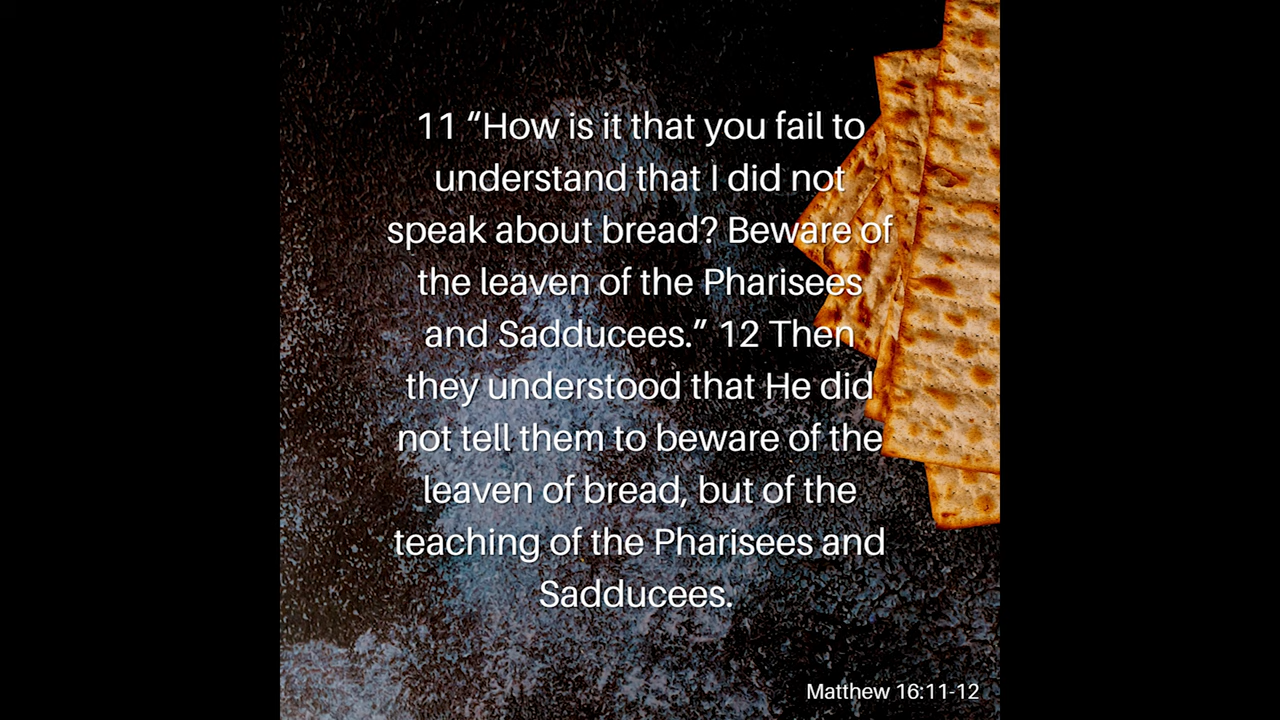 11 “How is it that you fail to
understand that I did not
speak about bread? Beware of
the leaven of the Pharisees
and Sadducees.” 12 Then
they understood that He did
not tell them to beware of the
leaven of bread, but of the
teaching of the Pharisees and
Sadducees.
Matthew 16:11-12